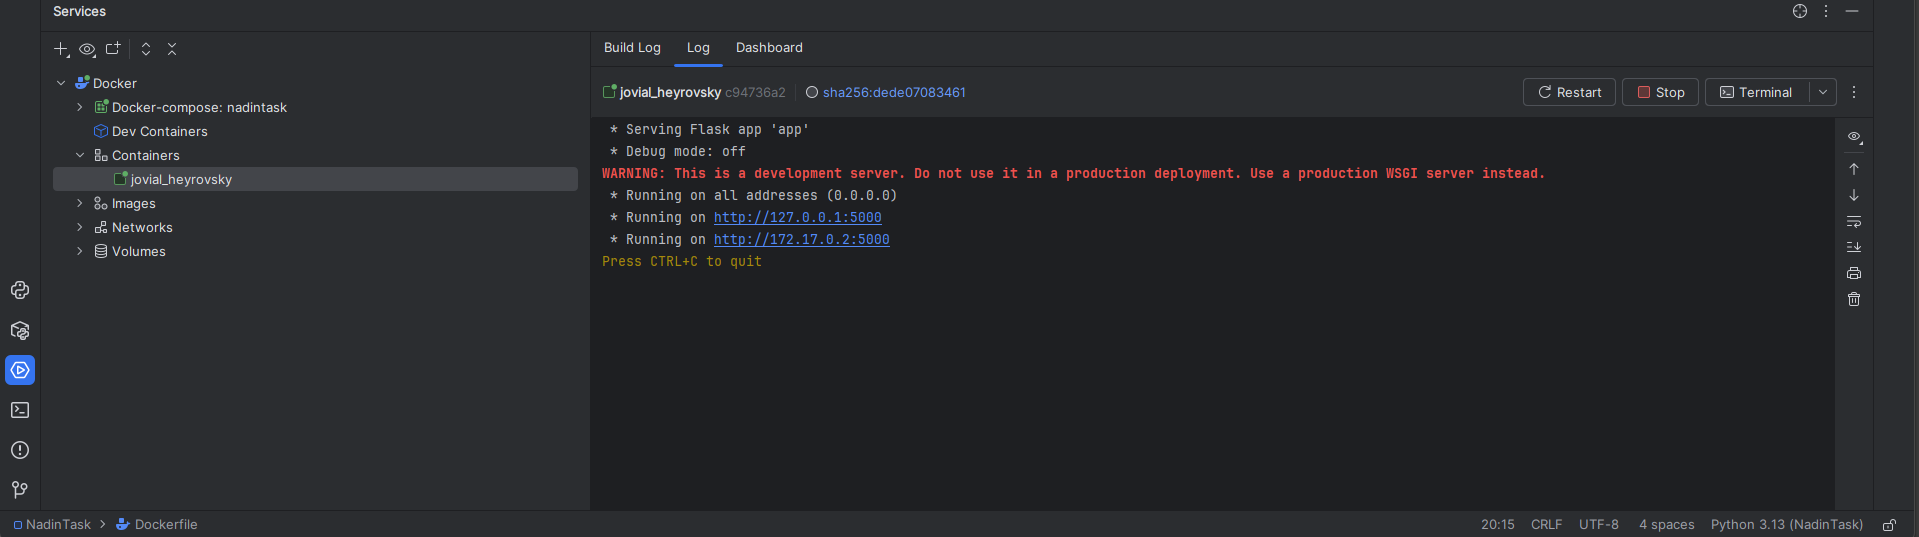 Services
Build Log Log Dashboard
Docker
Docker-compose: nadintask
Dev Containers
Containers
jovial_heyrovsky
Images
Networks
Volumes
jovial_heyrovsky c94736a2 sha256:dede07083461 Restart Stop Terminal
* Serving Flask app 'app'
* Debug mode: off
WARNING: This is a development server. Do not use it in a production deployment. Use a production WSGI server instead.
* Running on all addresses (0.0.0.0)
* Running on http://127.0.0.1:5000
* Running on http://172.17.0.2:5000
Press CTRL+C to quit
NadinTask > Dockerfile 20:15 CRLF UTF-8 4 spaces Python 3.13 (NadinTask)